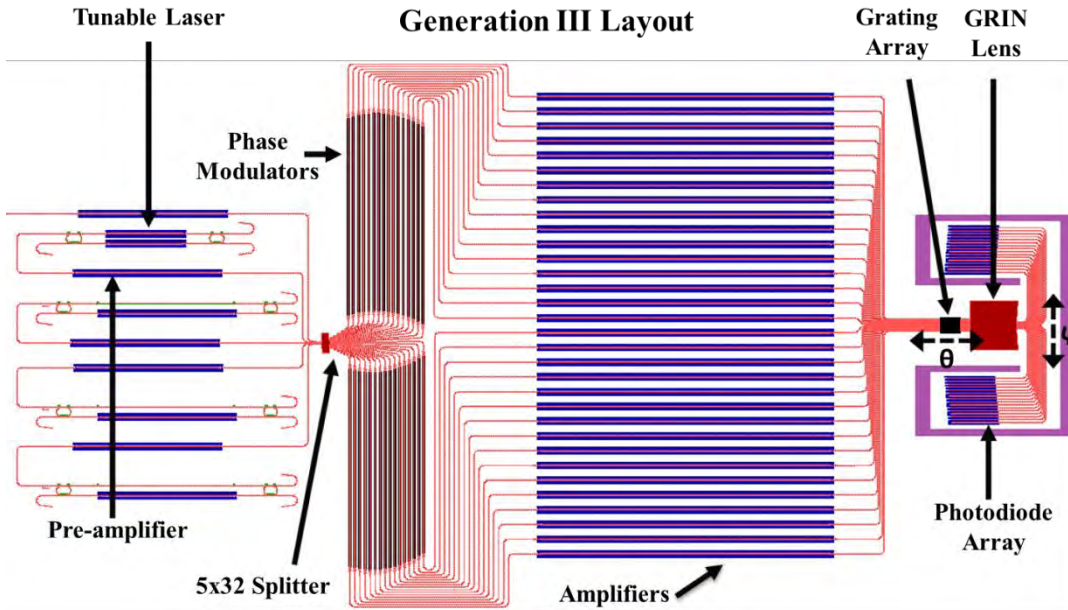 Tunable Laser
Generation III Layout
Grating
Array
GRIN
Lens
Phase
Modulators
θ
Pre-amplifier
5x32 Splitter
Amplifiers
Photodiode
Array